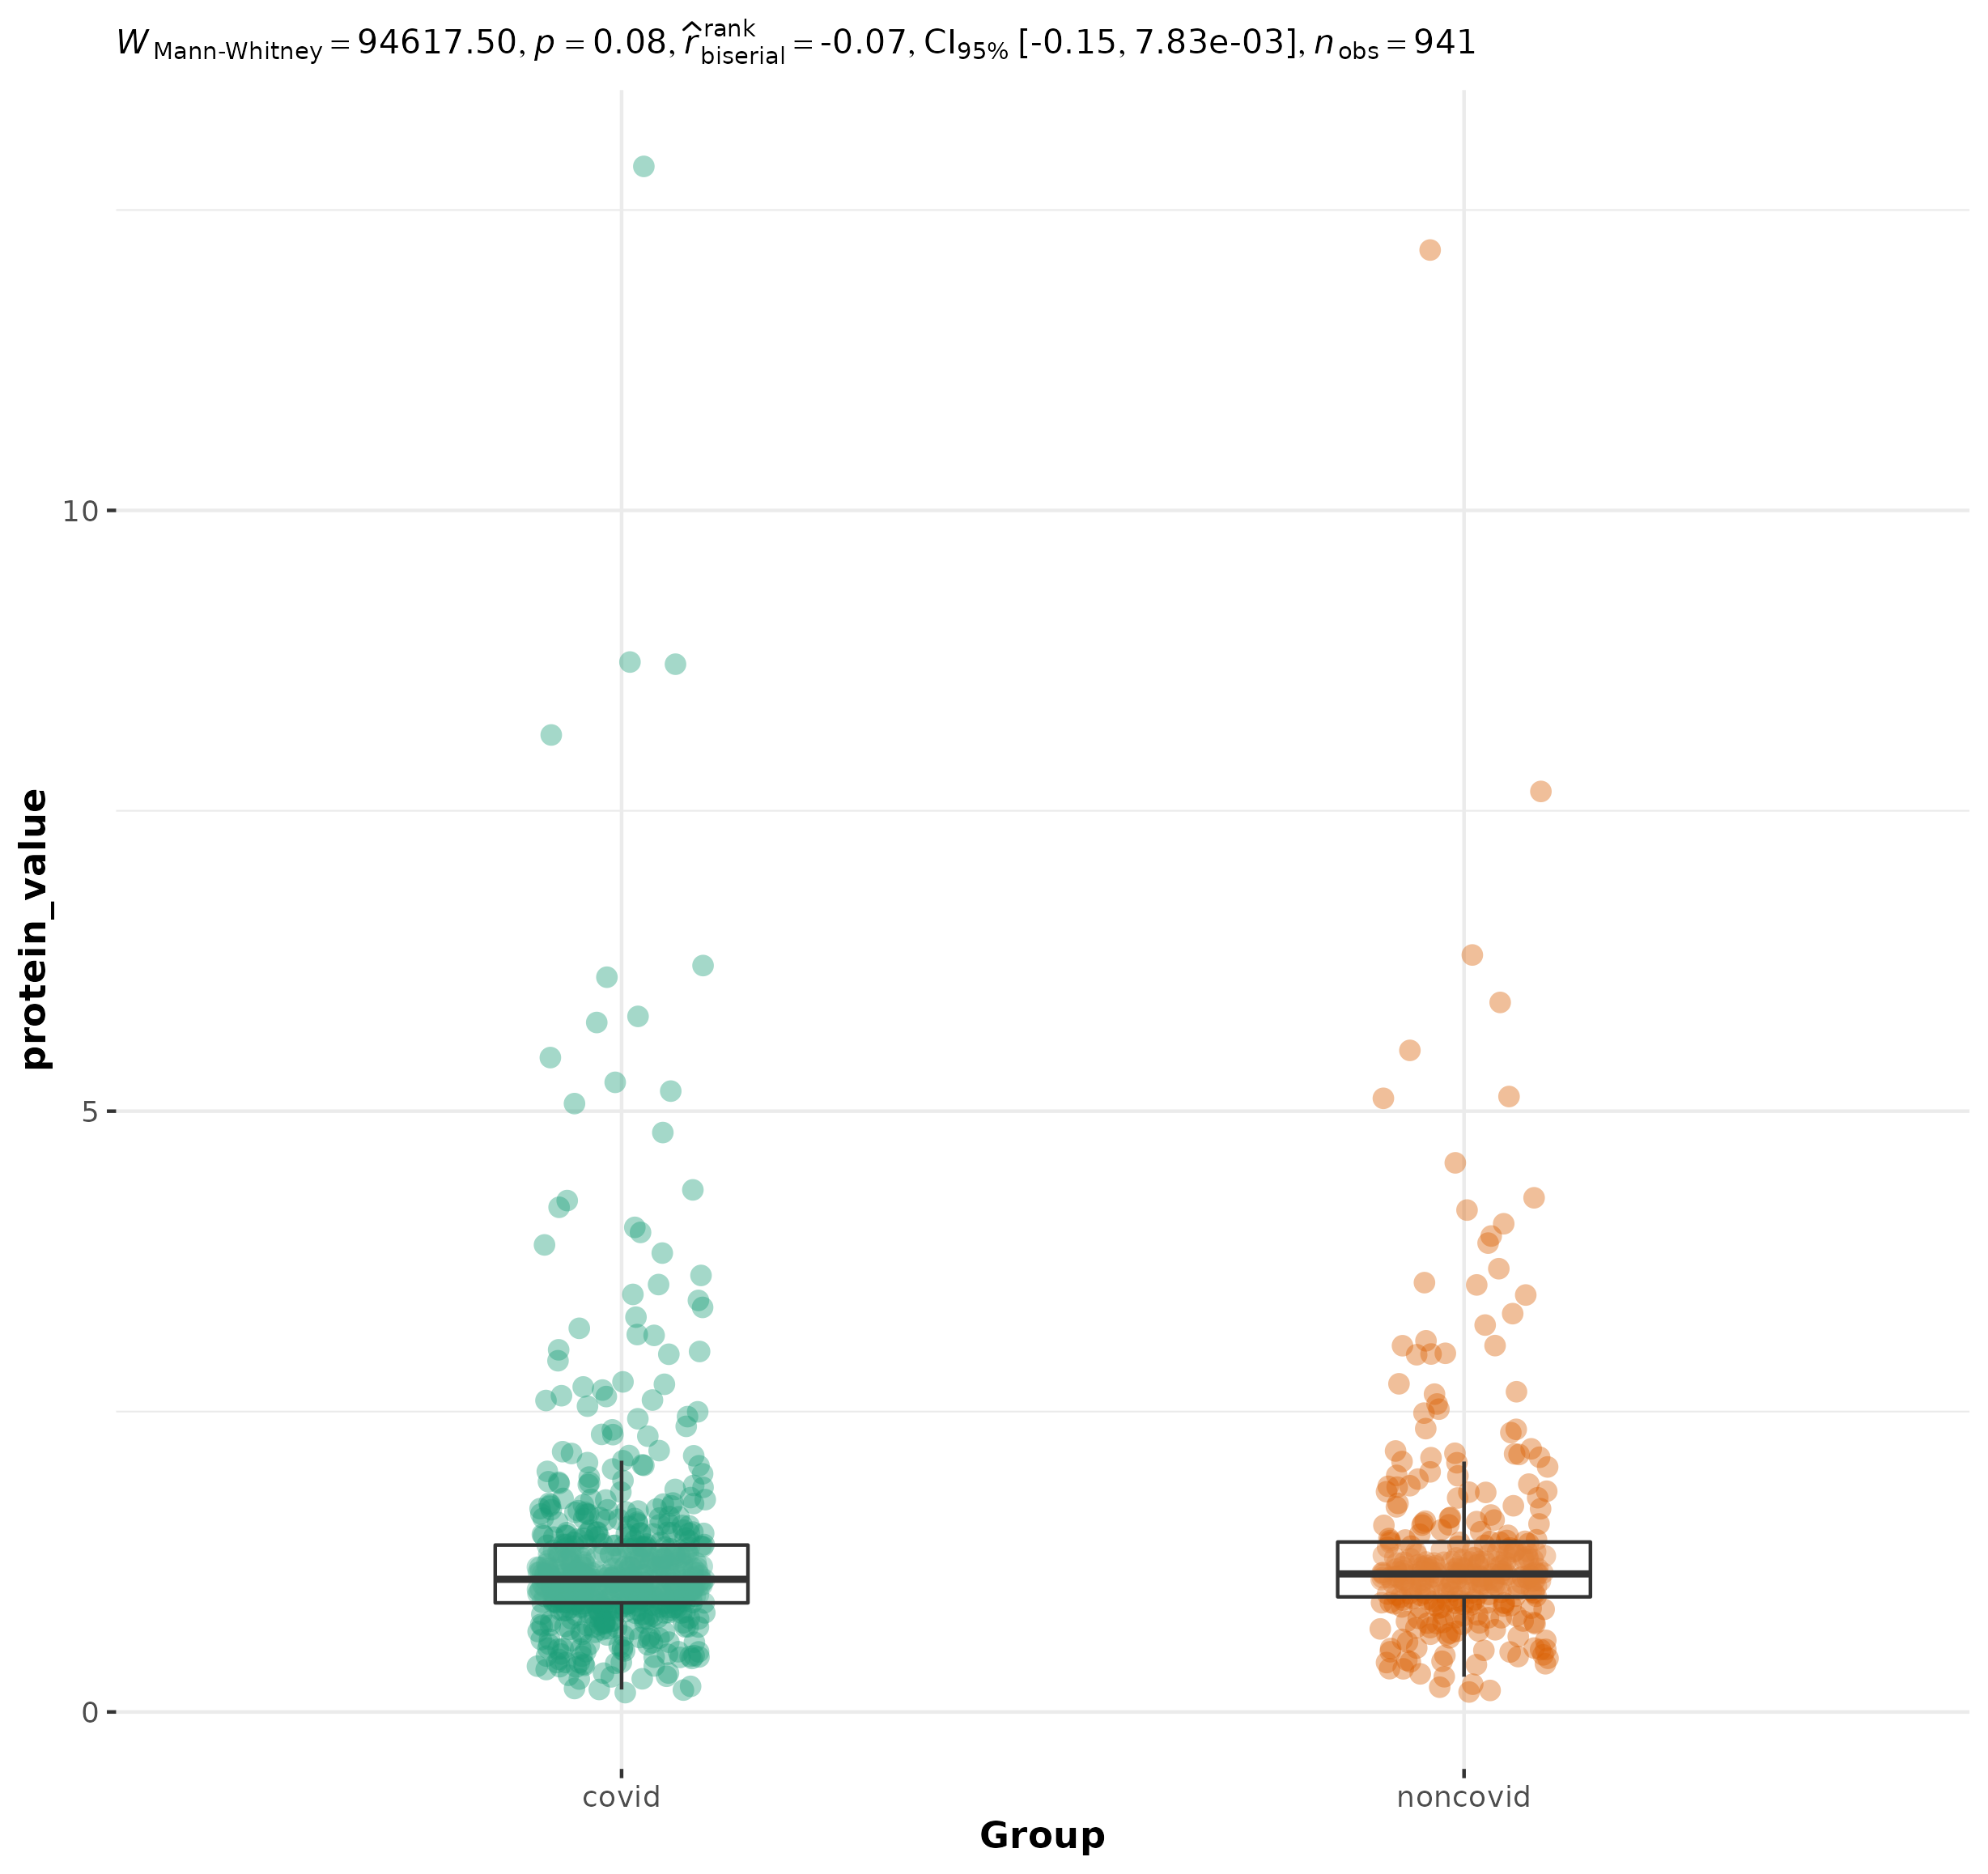 W Mann-Whitney = 94617.50, p = 0.08, r̂ rank biserial = -0.07, CI95% [-0.15, 7.83e-03], n obs = 941
10
5
0
protein_value
covid noncovid
Group